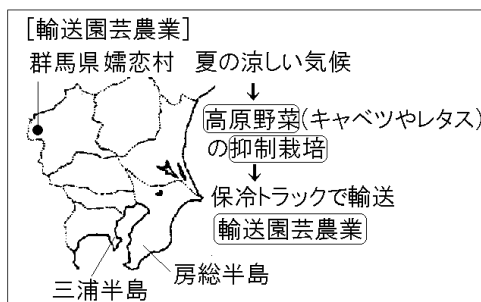 [輸送園芸農業]
群馬県嬬恋村 夏の涼しい気候
↓
高原野菜(キャベツやレタス)
の抑制栽培
↓
保冷トラックで輸送
輸送園芸農業
房総半島
三浦半島